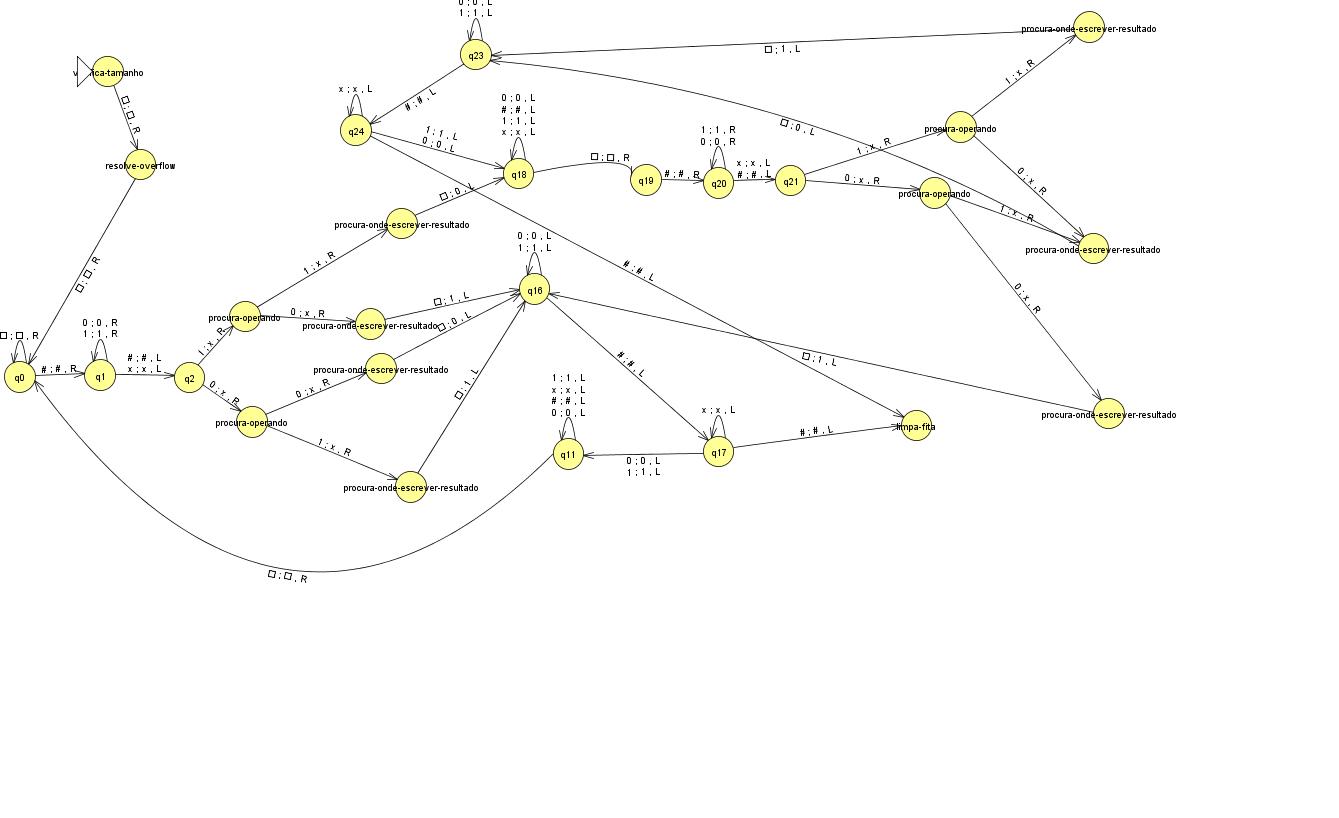 0 ; 0 , L
1 ; 1 , L
q23
procura-onde-escrever-resultado
□ ; 1 , L
1 ; x , R
□ ; □ , R
# ; # , L
x ; x , L
q24
1 ; 1 , L
0 ; 0 , L
0 ; 0 , L
# ; # , L
1 ; 1 , L
x ; x , L
q18
□ ; □ , R
q19
# ; # , R
1 ; 1 , R
0 ; 0 , R
q20
x ; x , L
# ; # , L
q21
1 ; x , R
0 ; x , R
procura-operando
procura-operando
□ ; 0 , L
0 ; x , R
1 ; x , R
procura-onde-escrever-resultado
resolve-overflow
□ ; □ , R
procura-onde-escrever-resultado
□ ; 0 , L
# ; # , L
1 ; x , R
0 ; 0 , L
1 ; 1 , L
q16
procura-operando
0 ; x , R
procura-onde-escrever-resultado
□ ; 1 , L
□ ; 0 , L
0 ; x , R
□ ; □ , R
q0
# ; # , R
0 ; 0 , R
1 ; 1 , R
q1
# ; # , L
x ; x , L
q2
1 ; x , R
0 ; x , R
procura-onde-escrever-resultado
0 ; x , R
□ ; 1 , L
# ; # , L
□ ; 1 , L
procura-operando
1 ; x , R
procura-onde-escrever-resultado
1 ; 1 , L
x ; x , L
# ; # , L
0 ; 0 , L
q11
0 ; 0 , L
1 ; 1 , L
x ; x , L
q17
# ; # , L
limpa-fita
procura-onde-escrever-resultado
□ ; □ , R